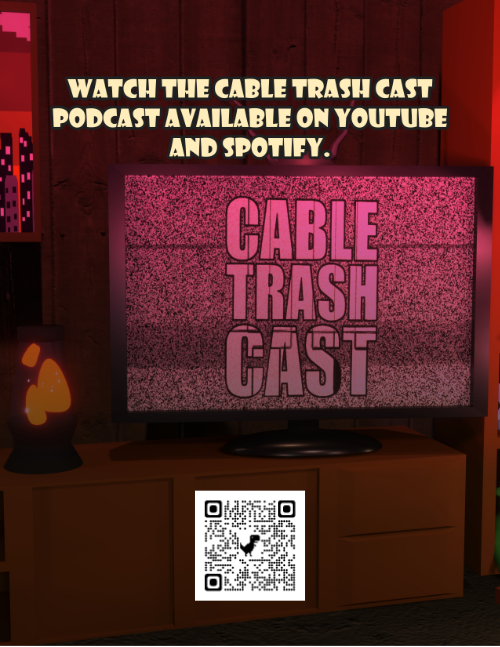 WATCH THE CABLE TRASH CAST
PODCAST AVAILABLE ON YOUTUBE
AND SPOTIFY.
CABLE
TRASH
CAST